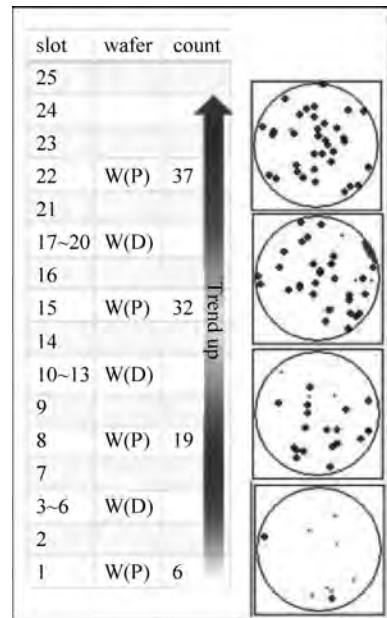 slot wafer count
25
24
23
22 W(P) 37
21
17~20 W(D)
16
15 W(P) 32
14
10~13 W(D)
9
8 W(P) 19
7
3~6 W(D)
2
1 W(P) 6
Trend up